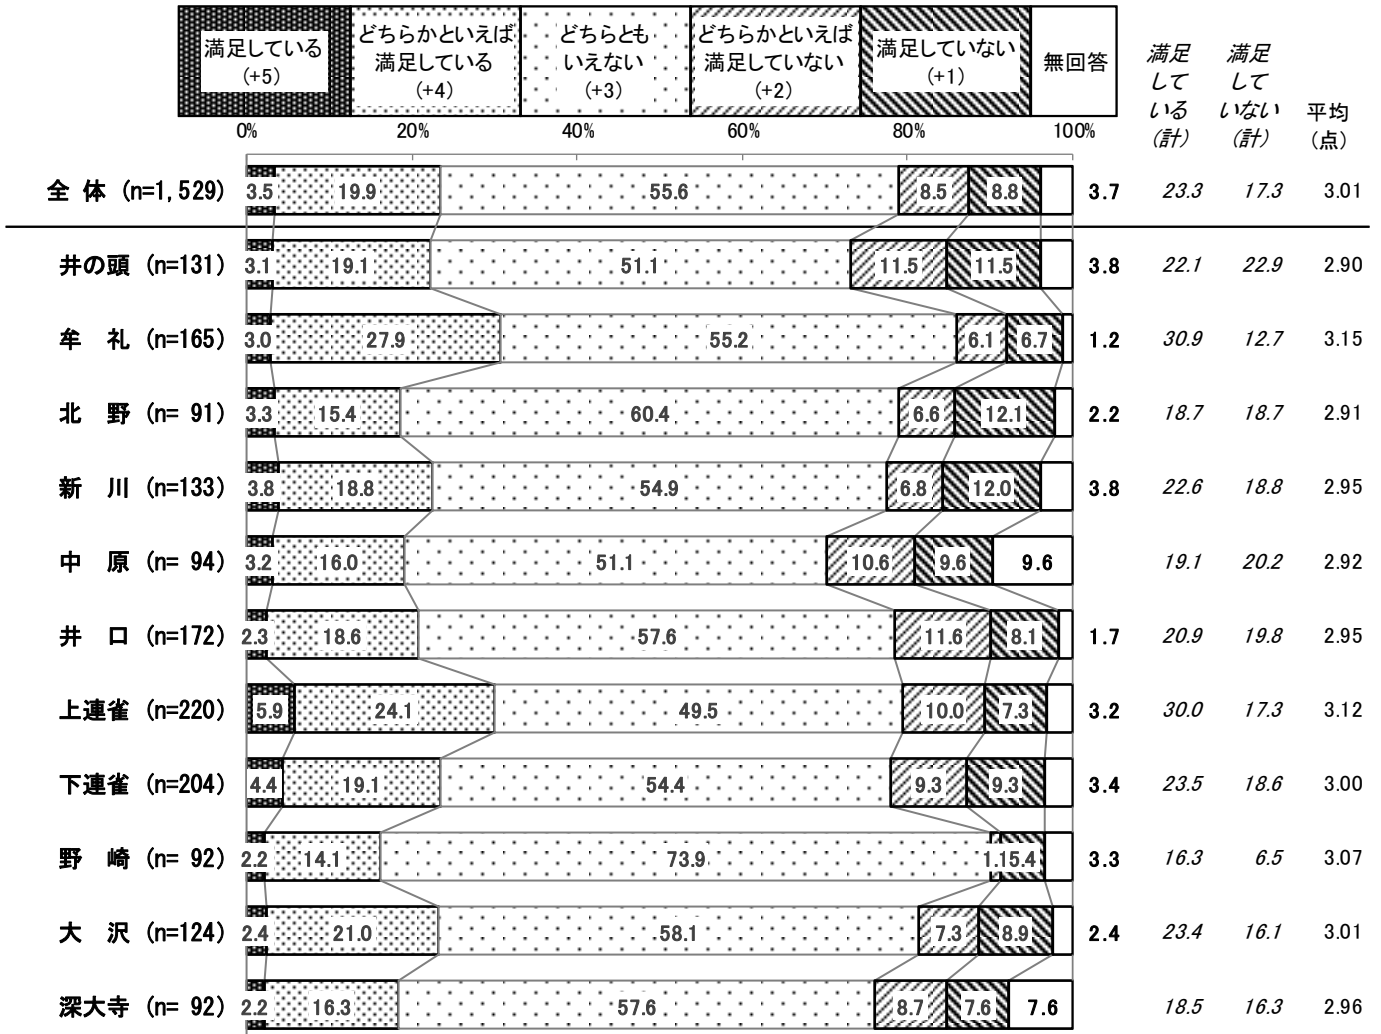 満足している
(+5)
どちらかといえば
満足している
(+4)
どちらとも
いえない
(+3)
どちらかといえば
満足していない
(+2)
満足していない
(+1)
無回答
満足
して
いる
(計)
満足
して
いない
(計)
平均
(点)
0% 20% 40% 60% 80% 100%
全 体 (n=1,529) 3.5 19.9 55.6 8.5 8.8 3.7 23.3 17.3 3.01
井の頭 (n=131) 3.1 19.1 51.1 11.5 11.5 3.8 22.1 22.9 2.90
牟 礼 (n=165) 3.0 27.9 55.2 6.1 6.7 1.2 30.9 12.7 3.15
北 野 (n= 91) 3.3 15.4 60.4 6.6 12.1 2.2 18.7 18.7 2.91
新 川 (n=133) 3.8 18.8 54.9 6.8 12.0 3.8 22.6 18.8 2.95
中 原 (n= 94) 3.2 16.0 51.1 10.6 9.6 9.6 19.1 20.2 2.92
井 口 (n=172) 2.3 18.6 57.6 11.6 8.1 1.7 20.9 19.8 2.95
上連雀 (n=220) 5.9 24.1 49.5 10.0 7.3 3.2 30.0 17.3 3.12
下連雀 (n=204) 4.4 19.1 54.4 9.3 9.3 3.4 23.5 18.6 3.00
野 崎 (n= 92) 2.2 14.1 73.9 1.1 5.4 3.3 16.3 6.5 3.07
大 沢 (n=124) 2.4 21.0 58.1 7.3 8.9 2.4 23.4 16.1 3.01
深大寺 (n= 92) 2.2 16.3 57.6 8.7 7.6 7.6 18.5 16.3 2.96